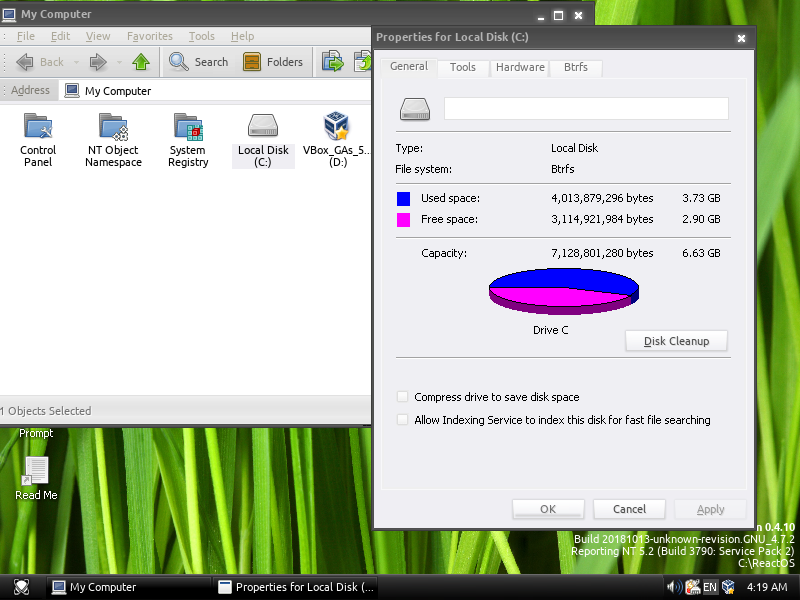 My Computer
File Edit View Favorites Tools Help
Back Search Folders
Address My Computer
Control Panel
NT Object Namespace
System Registry
Local Disk (C:)
VBox_GAs_5... (D:)
1 Objects Selected
Prompt
Read Me
Properties for Local Disk (C:)
General Tools Hardware Btrfs
Type: Local Disk
File system: Btrfs
Used space: 4,013,879,296 bytes 3.73 GB
Free space: 3,114,921,984 bytes 2.90 GB
Capacity: 7,128,801,280 bytes 6.63 GB
Drive C
Disk Cleanup
Compress drive to save disk space
Allow Indexing Service to index this disk for fast file searching
OK Cancel Apply
n 0.4.10
Build 20181013-unknown-revision.GNU_4.7.2
Reporting NT 5.2 (Build 3790: Service Pack 2)
C:\ReactOS
My Computer Properties for Local Disk (... EN 4:19 AM